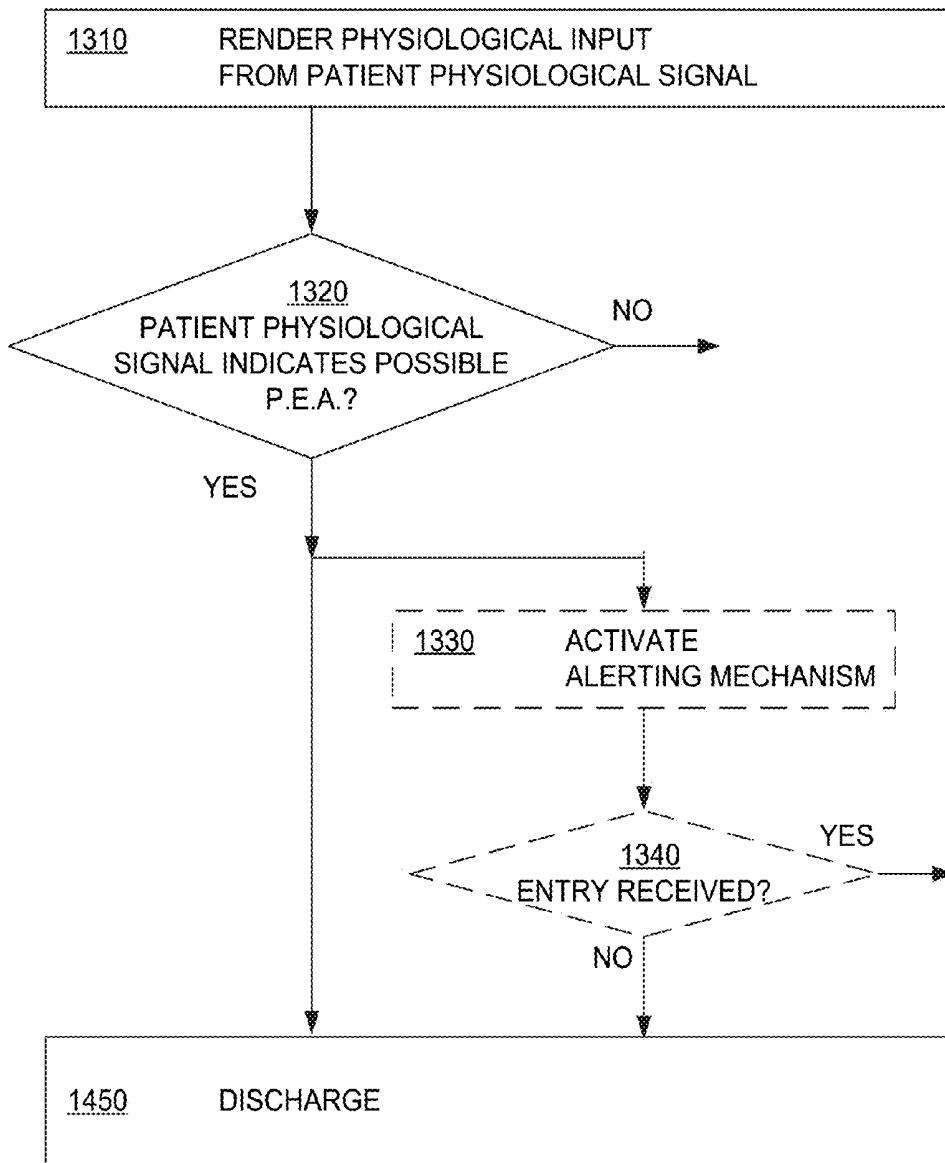 1310 RENDER PHYSIOLOGICAL INPUT
FROM PATIENT PHYSIOLOGICAL SIGNAL
1320
PATIENT PHYSIOLOGICAL
SIGNAL INDICATES POSSIBLE
P.E.A.?
NO
YES
1330 ACTIVATE
ALERTING MECHANISM
1340
ENTRY RECEIVED?
YES
NO
1450 DISCHARGE